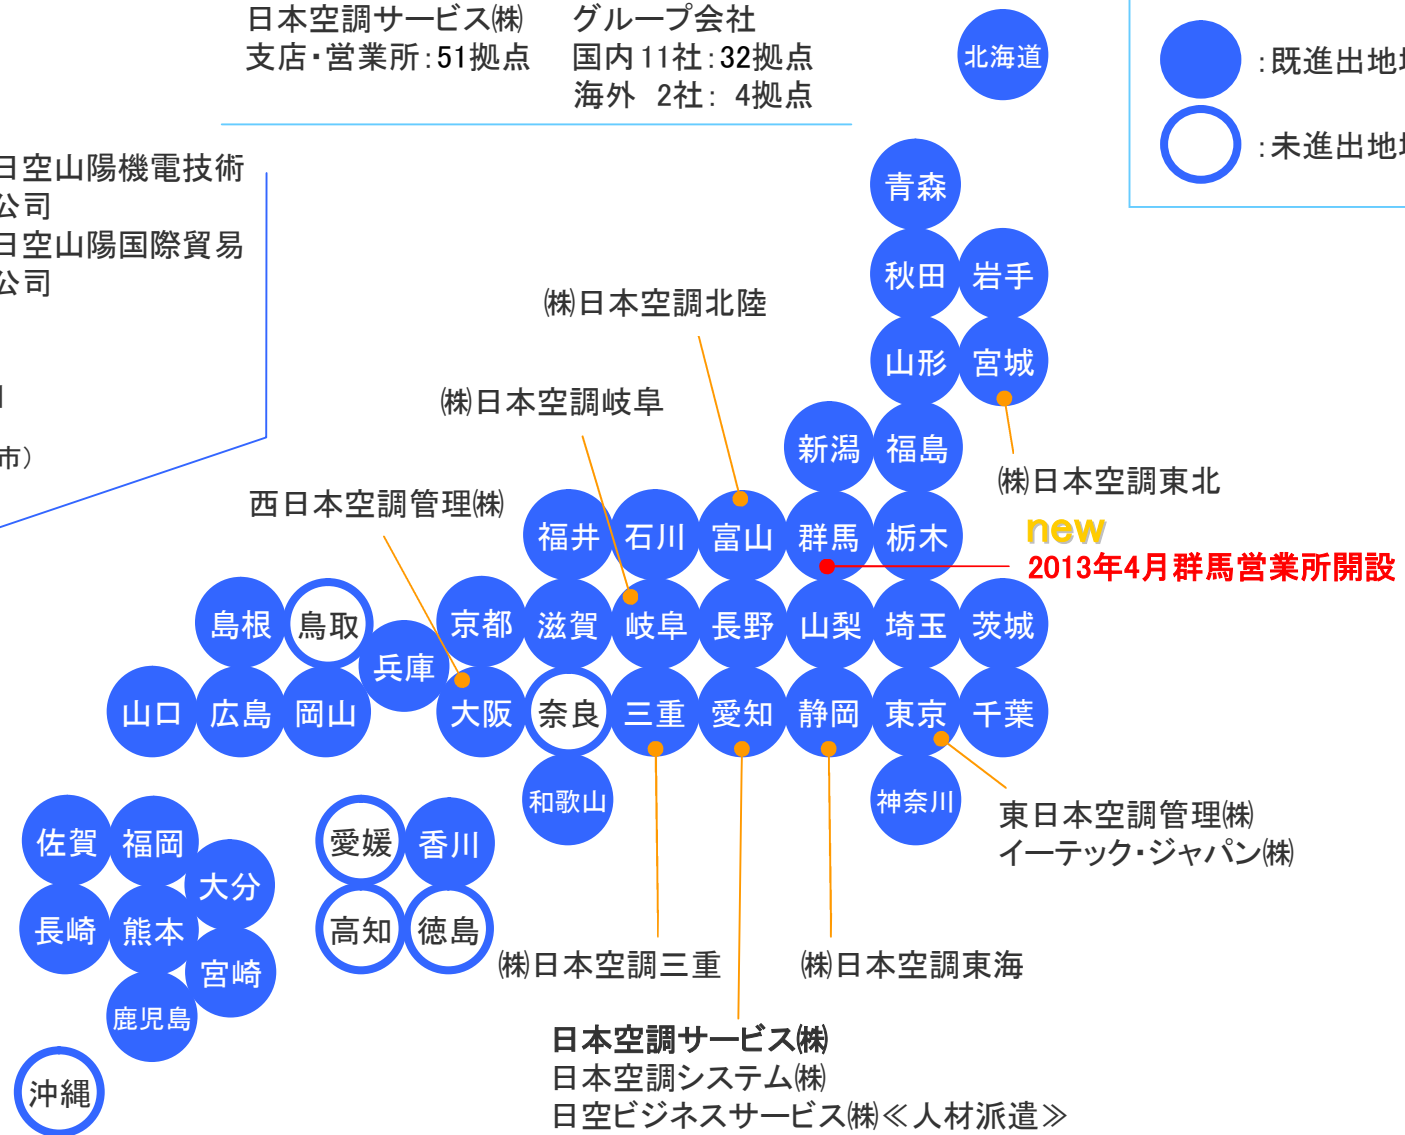 日本空調サービス㈱
支店・営業所：51拠点
グループ会社
国内11社：32拠点
海外 2社： 4拠点
：既進出地
：未進出地
日空山陽機電技術
公司
日空山陽国際貿易
公司
市）
北海道
青森
秋田 岩手
山形 宮城
新潟 福島
福井 石川 富山 群馬 栃木
島根 鳥取 兵庫 京都 滋賀 岐阜 長野 山梨 埼玉 茨城
山口 広島 岡山 大阪 奈良 三重 愛知 静岡 東京 千葉
和歌山 神奈川
佐賀 福岡 大分 愛媛 香川
長崎 熊本 宮崎 高知 徳島
鹿児島
沖縄
㈱日本空調北陸
㈱日本空調岐阜
西日本空調管理㈱
㈱日本空調東北
new
2013年4月群馬営業所開設
東日本空調管理㈱
イーテック・ジャパン㈱
㈱日本空調三重
㈱日本空調東海
日本空調サービス㈱
日本空調システム㈱
日空ビジネスサービス㈱≪人材派遣≫